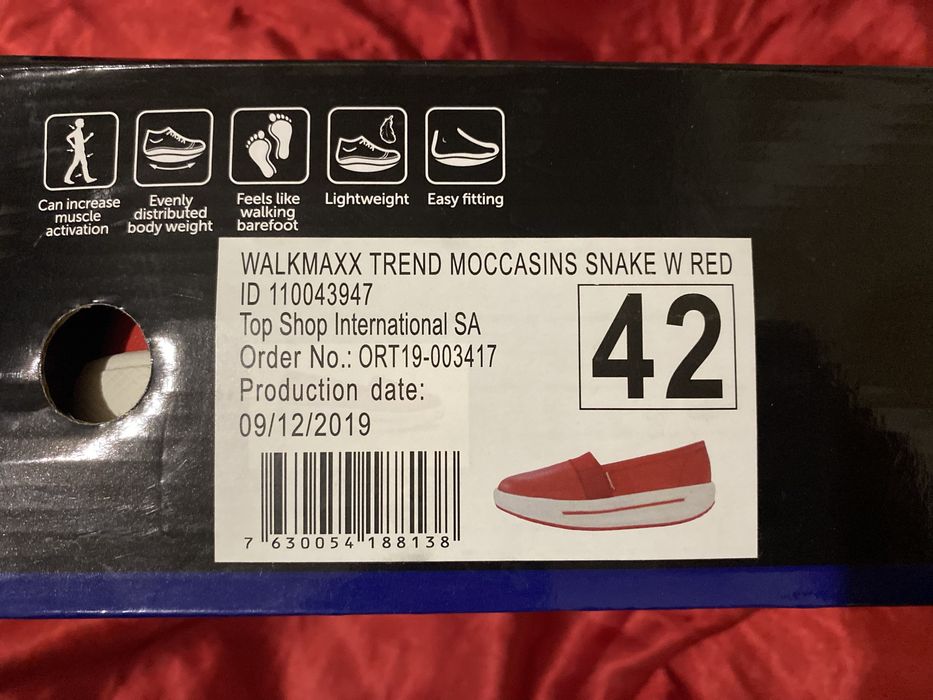 Can increase
muscle
activation
Evenly
distributed
body weight
Feels like
walking
barefoot
Lightweight
Easy fitting
WALKMAXX TREND MOCCASINS SNAKE W RED
ID 110043947
Top Shop International SA
Order No.: ORT19-003417
Production date:
09/12/2019
42
7 630054 188138